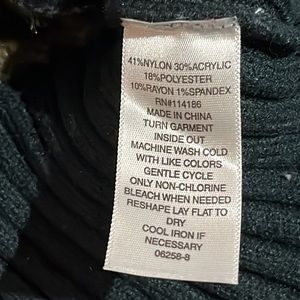 41%NYLON 30%ACRYLIC
18%POLYESTER
10%RAYON 1%SPANDEX
RN#114186
MADE IN CHINA
TURN GARMENT
INSIDE OUT
MACHINE WASH COLD
WITH LIKE COLORS
GENTLE CYCLE
ONLY NON-CHLORINE
BLEACH WHEN NEEDED
RESHAPE LAY FLAT TO
DRY
COOL IRON IF
NECESSARY
06258-8